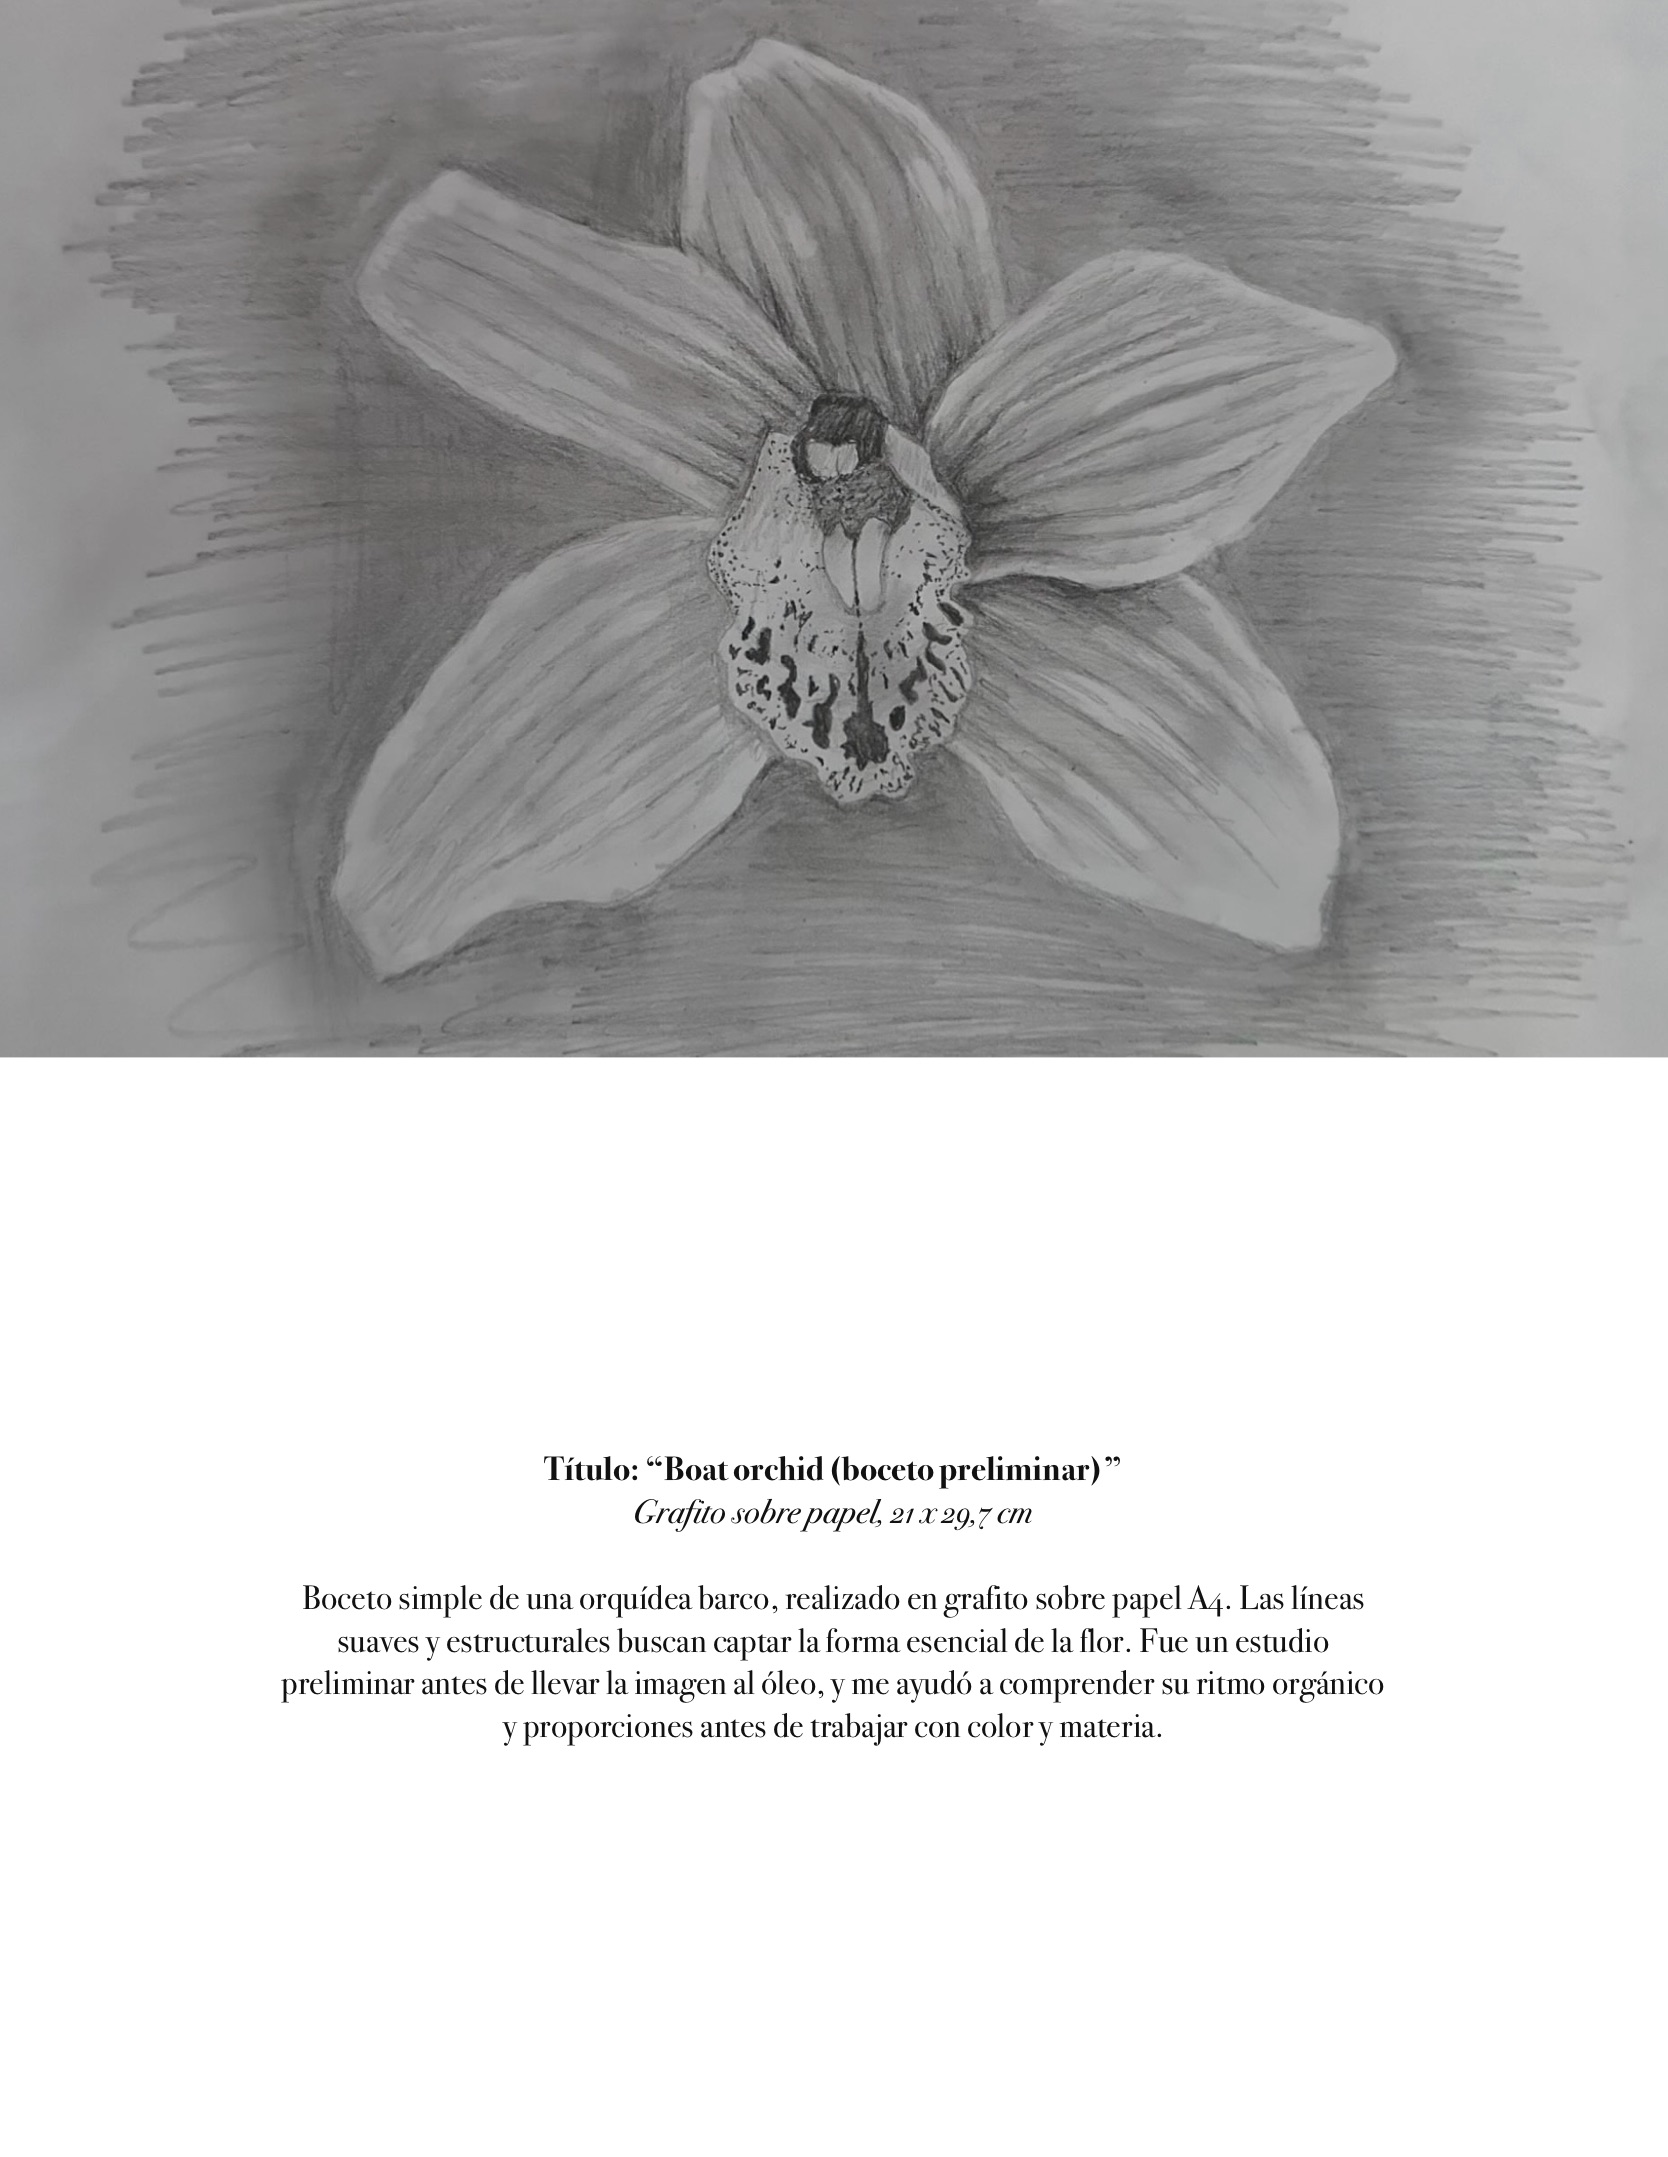 Título: “Boat orchid (boceto preliminar)”
Grafito sobre papel, 21 x 29,7 cm
Boceto simple de una orquídea barco, realizado en grafito sobre papel A4. Las líneas
suaves y estructurales buscan captar la forma esencial de la flor. Fue un estudio
preliminar antes de llevar la imagen al óleo, y me ayudó a comprender su ritmo orgánico
y proporciones antes de trabajar con color y materia.